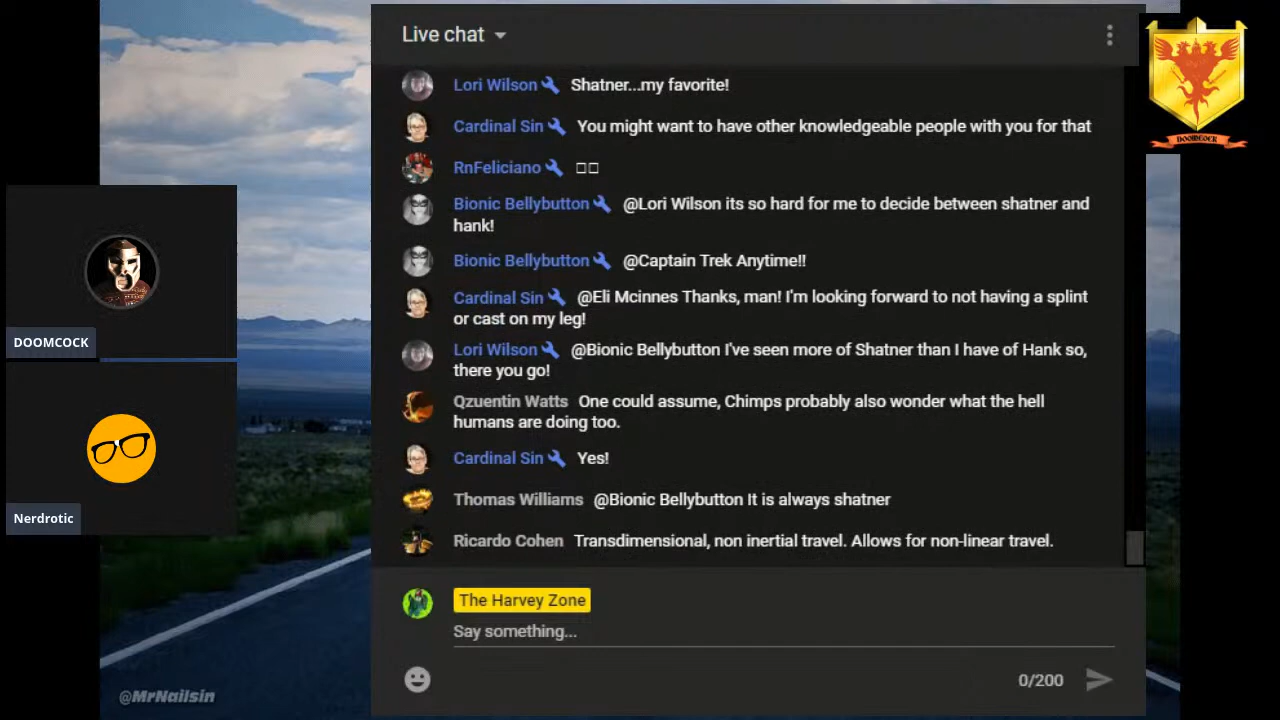 Live chat
Lori Wilson Shatner...my favorite!
Cardinal Sin You might want to have other knowledgeable people with you for that
RnFeliciano
Bionic Bellybutton @Lori Wilson its so hard for me to decide between shatner and
hank!
Bionic Bellybutton @Captain Trek Anytime!!
Cardinal Sin @Eli Mcinnes Thanks, man! I'm looking forward to not having a splint
or cast on my leg!
Lori Wilson @Bionic Bellybutton I've seen more of Shatner than I have of Hank so,
there you go!
Qzuentin Watts One could assume, Chimps probably also wonder what the hell
humans are doing too.
Cardinal Sin Yes!
Thomas Williams @Bionic Bellybutton It is always shatner
Ricardo Cohen Transdimensional, non inertial travel. Allows for non-linear travel.
The Harvey Zone
Say something...
0/200
DOOMCOCK
Nerdrotic
@MrNailsin
DOOMCOCK